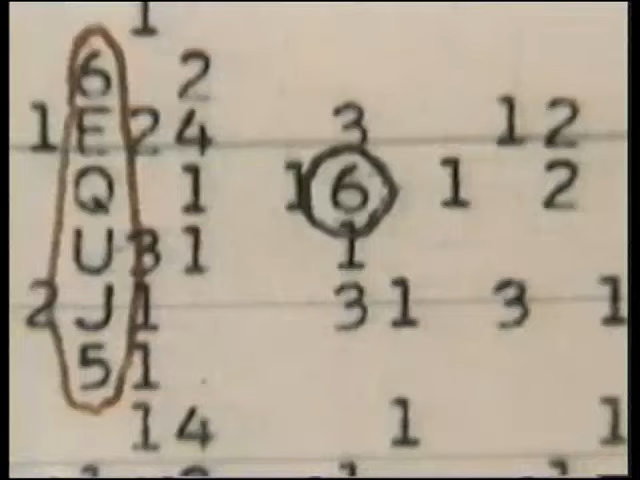 1
6 2
1 E 2 4 3 1 2
Q 1 1 6 1 2
U 3 1 1
2 J 1 3 1 3 1
5 1
1 4 1 1